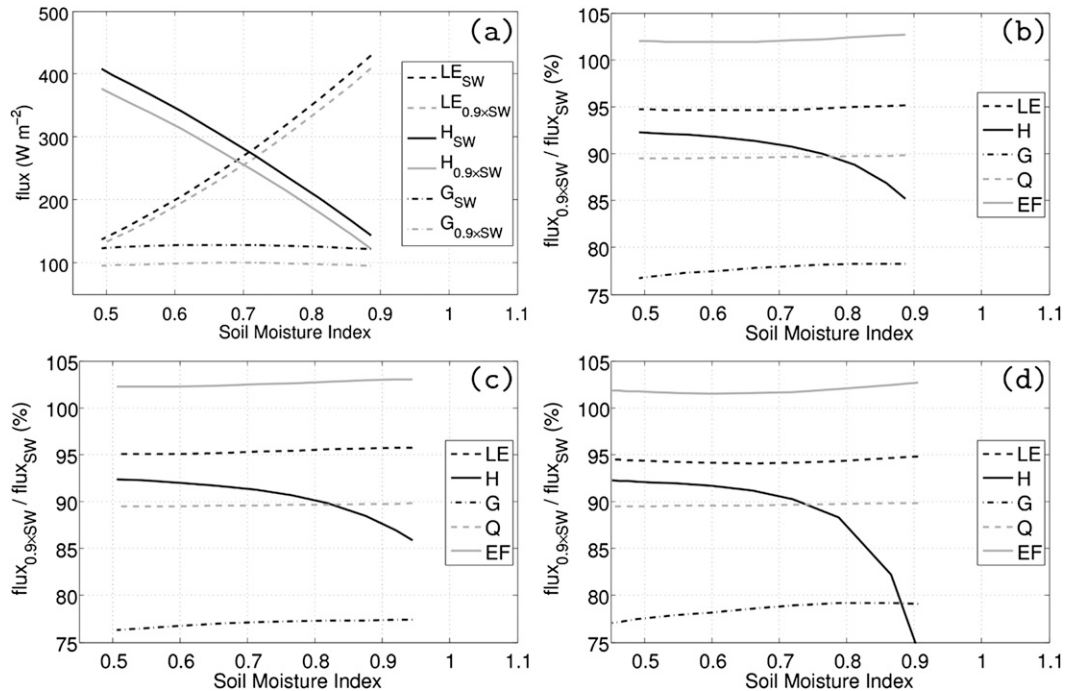 (a)
flux (W m⁻²)
500
400
300
200
100
0.5 0.6 0.7 0.8 0.9 1 1.1
Soil Moisture Index
LE_SW
LE_0.9×SW
H_SW
H_0.9×SW
G_SW
G_0.9×SW
(b)
flux_0.9×SW / flux_SW (%)
105
100
95
90
85
80
75
0.5 0.6 0.7 0.8 0.9 1 1.1
Soil Moisture Index
LE
H
G
Q
EF
(c)
flux_0.9×SW / flux_SW (%)
105
100
95
90
85
80
75
0.5 0.6 0.7 0.8 0.9 1 1.1
Soil Moisture Index
LE
H
G
Q
EF
(d)
flux_0.9×SW / flux_SW (%)
105
100
95
90
85
80
75
0.5 0.6 0.7 0.8 0.9 1 1.1
Soil Moisture Index
LE
H
G
Q
EF